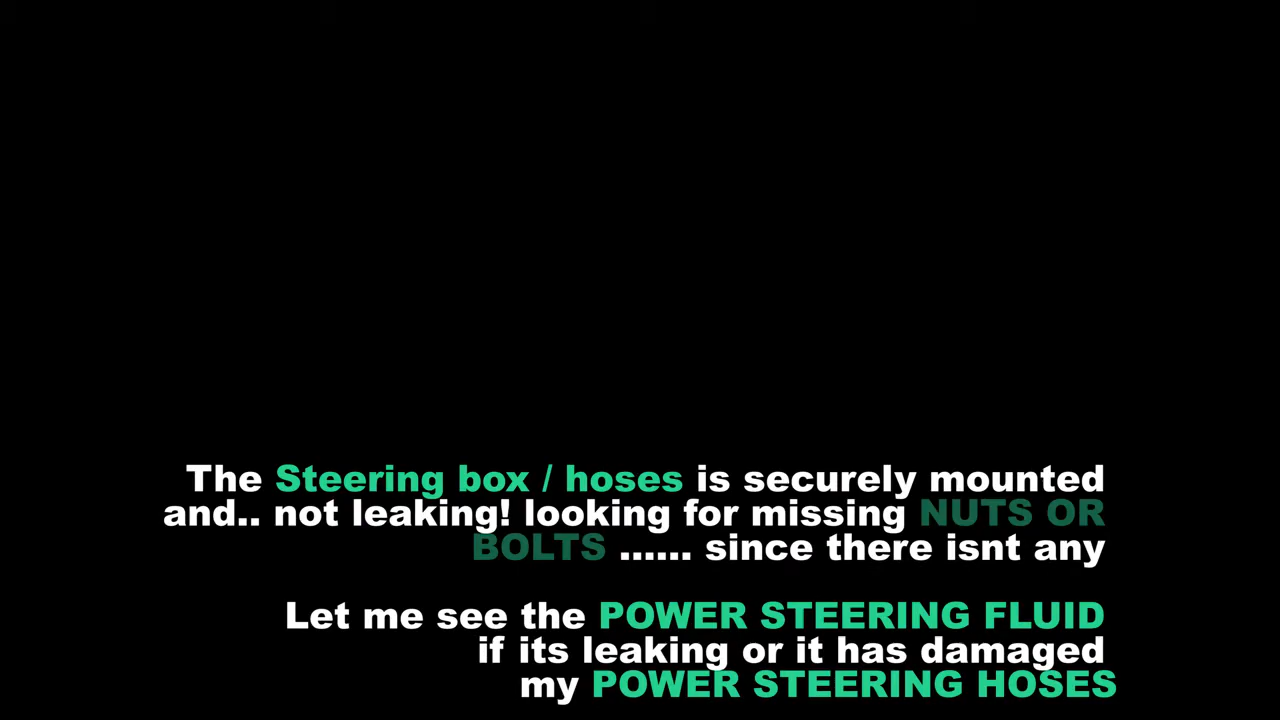 The Steering box / hoses is securely mounted
and.. not leaking! looking for missing NUTS OR
BOLTS ...... since there isnt any
Let me see the POWER STEERING FLUID
if its leaking or it has damaged
my POWER STEERING HOSES